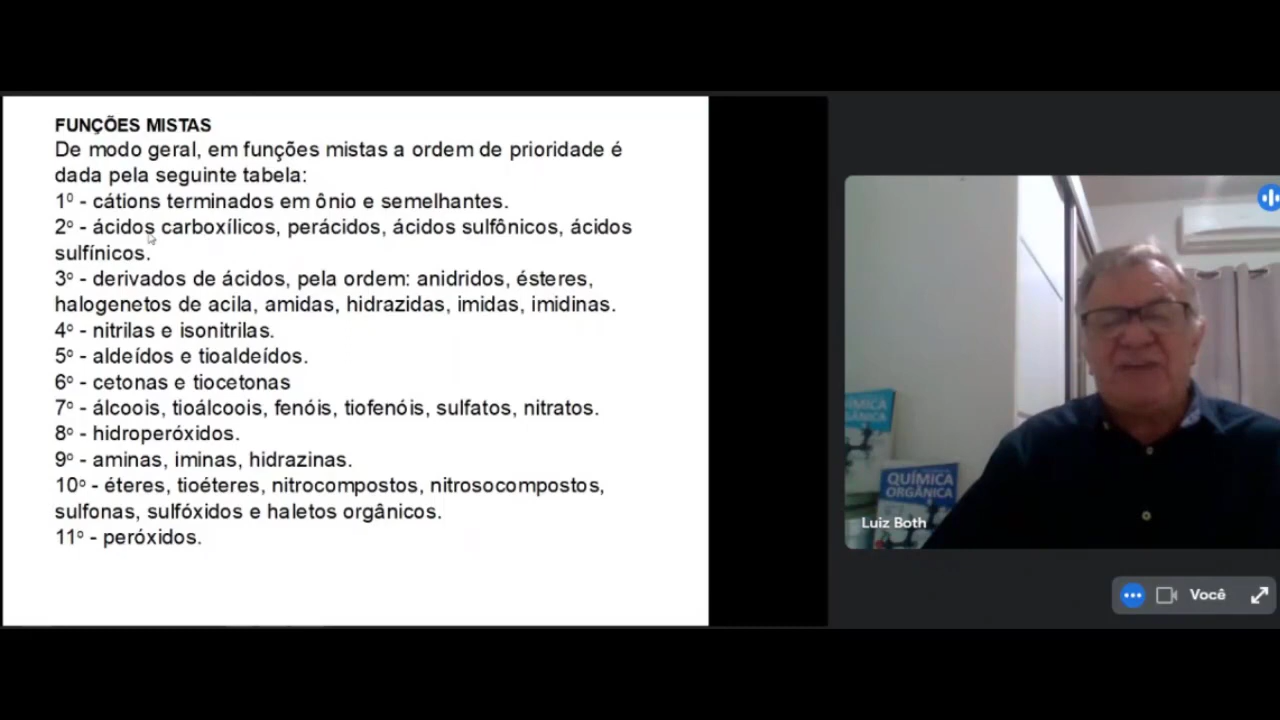 FUNÇÕES MISTAS
De modo geral, em funções mistas a ordem de prioridade é
dada pela seguinte tabela:
1º - cátions terminados em ônio e semelhantes.
2º - ácidos carboxílicos, perácidos, ácidos sulfônicos, ácidos
sulfínicos.
3º - derivados de ácidos, pela ordem: anidridos, ésteres,
halogenetos de acila, amidas, hidrazidas, imidas, imidinas.
4º - nitrilas e isonitrilas.
5º - aldeídos e tioaldeídos.
6º - cetonas e tiocetonas
7º - álcoois, tioálcoois, fenóis, tiofenóis, sulfatos, nitratos.
8º - hidroperóxidos.
9º - aminas, iminas, hidrazinas.
10º - éteres, tioéteres, nitrocompostos, nitrosocompostos,
sulfonas, sulfóxidos e haletos orgânicos.
11º - peróxidos.
QUÍMICA
ORGÂNICA
Luiz Both
Você